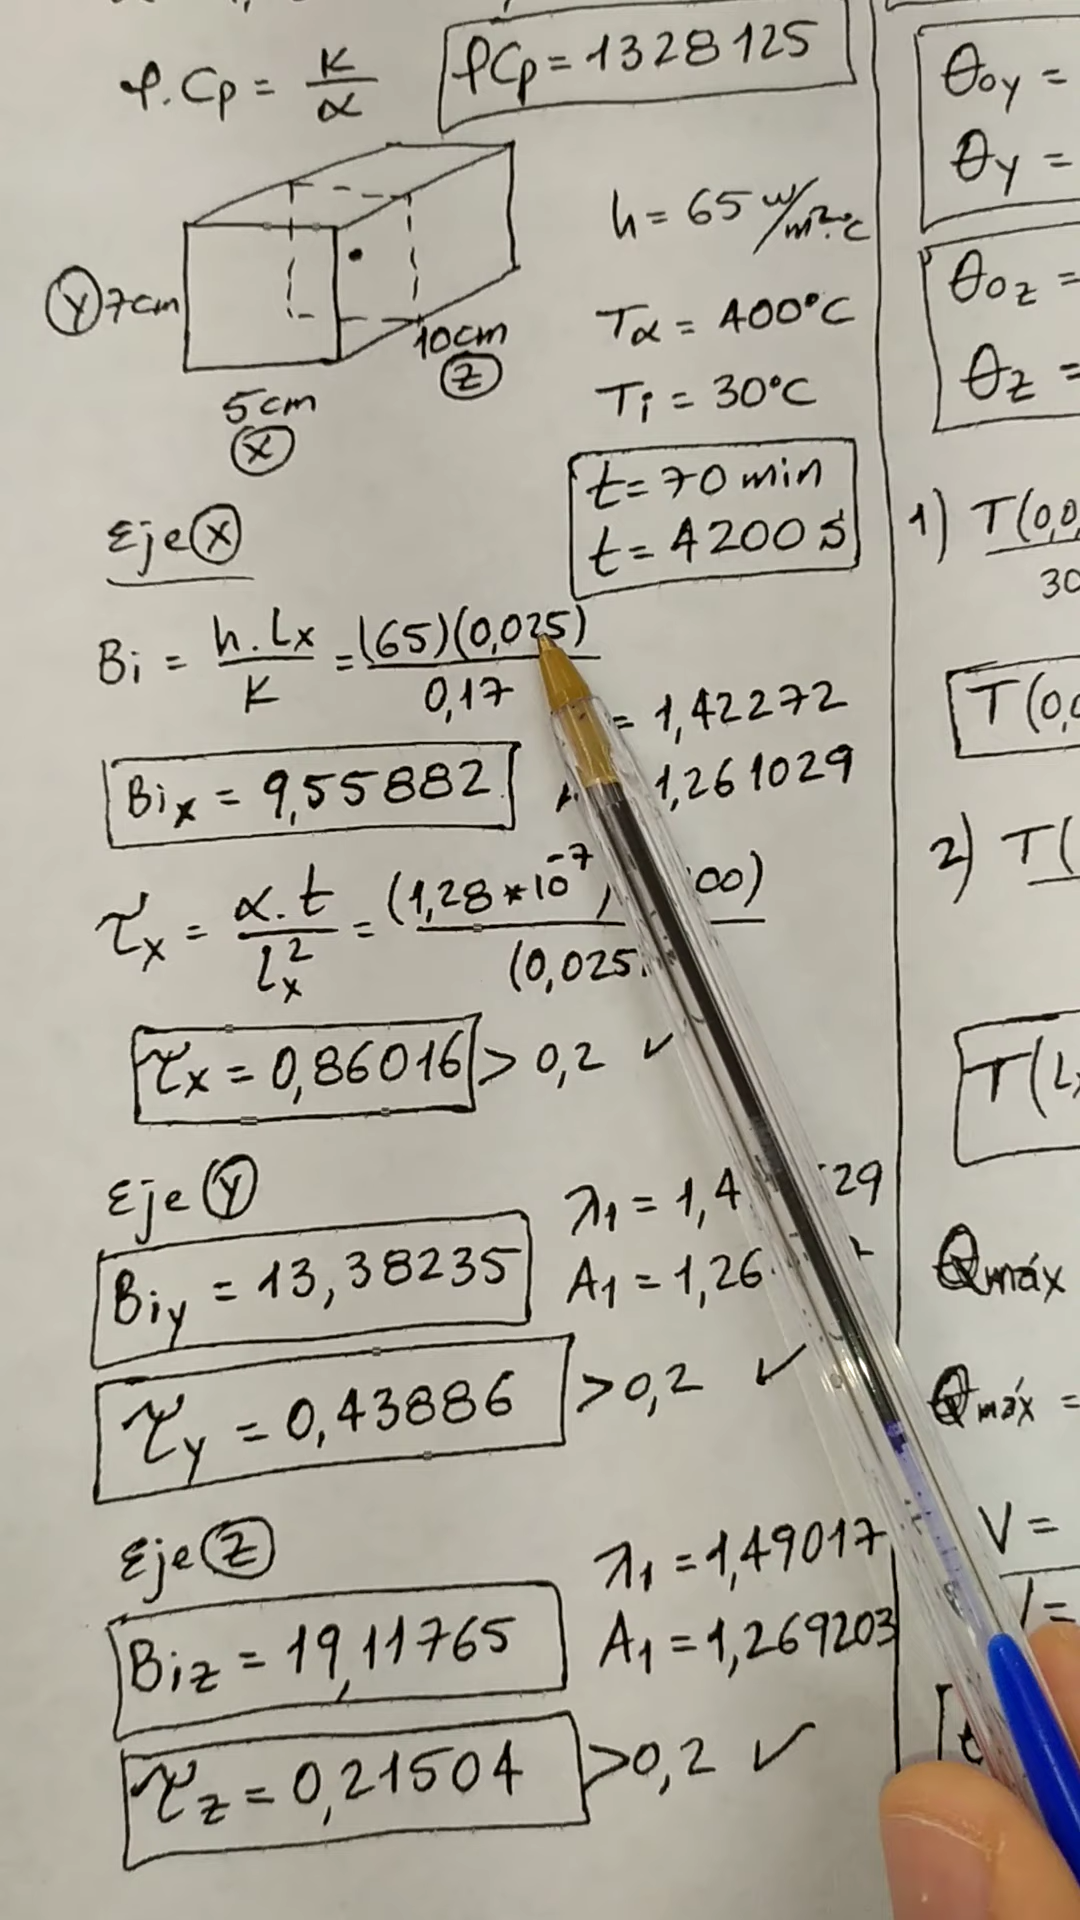 ρ.Cp = K/α
ρCp = 1328125
h = 65 W/m².°C
Tα = 400°C
Ti = 30°C
Y 7cm
10cm
Z
5cm
X
t = 70 min
t = 4200 S
Eje X
Bi = h.Lx/K = (65)(0,025)/0,17
Bix = 9,55882
= 1,42272
1,261029
τx = α.t/Lx² = (1,28*10⁻⁷) 00)/(0,025
τx = 0,86016 > 0,2 ✓
Eje Y
Biy = 13,38235
λ1 = 1,4 29
A1 = 1,26
τy = 0,43886 > 0,2 ✓
Eje Z
Biz = 19,11765
λ1 = 1,49017
A1 = 1,269203
τz = 0,21504 > 0,2 ✓
θoy =
θy =
θoz =
θz =
1) T(0,0,
30
T(0,0
2) T(
T(L
Qmáx
Qmáx =
V =